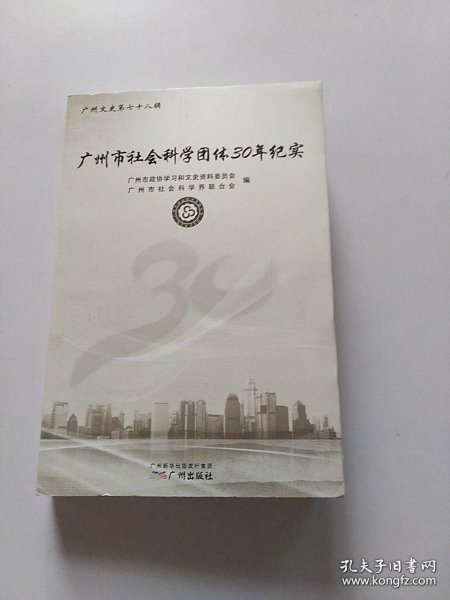 广州文史第七十八辑
广州市社会科学团体30年纪实
广州市政协学习和文史资料委员会
广州市社会科学界联合会
编
30
广州新华出版发行集团
广州出版社
孔夫子旧书网
www.kongfz.com